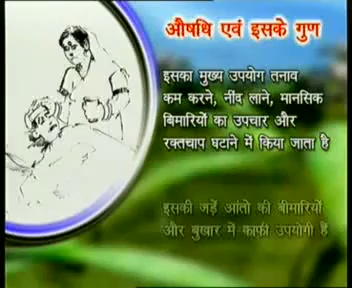 औषधि एवं इसके गुण
इसका मुख्य उपयोग तनाव
कम करने, नींद लाने, मानसिक
बिमारियों का उपचार और
रक्तचाप घटाने में किया जाता है
इसकी जड़ें आंतो की बीमारियों
और बुखार में काफ़ी उपयोगी हैं